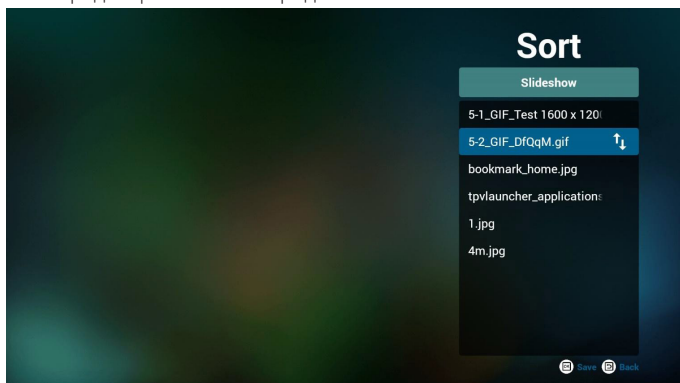 Sort
Slideshow
5-1_GIF_Test 1600 x 120
5-2_GIF_DfQqM.gif
bookmark_home.jpg
tpvlauncher_application
1.jpg
4m.jpg
Save Back